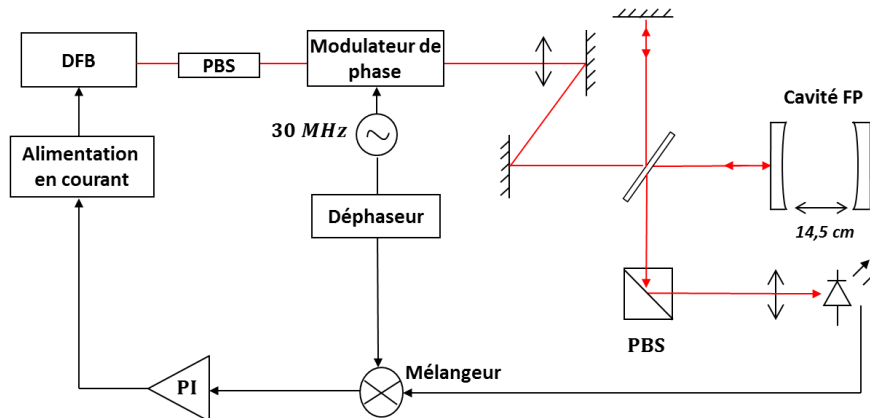 DFB
PBS
Modulateur de
phase
30 MHz
Cavité FP
Alimentation
en courant
Déphaseur
14,5 cm
PBS
PI
Mélangeur